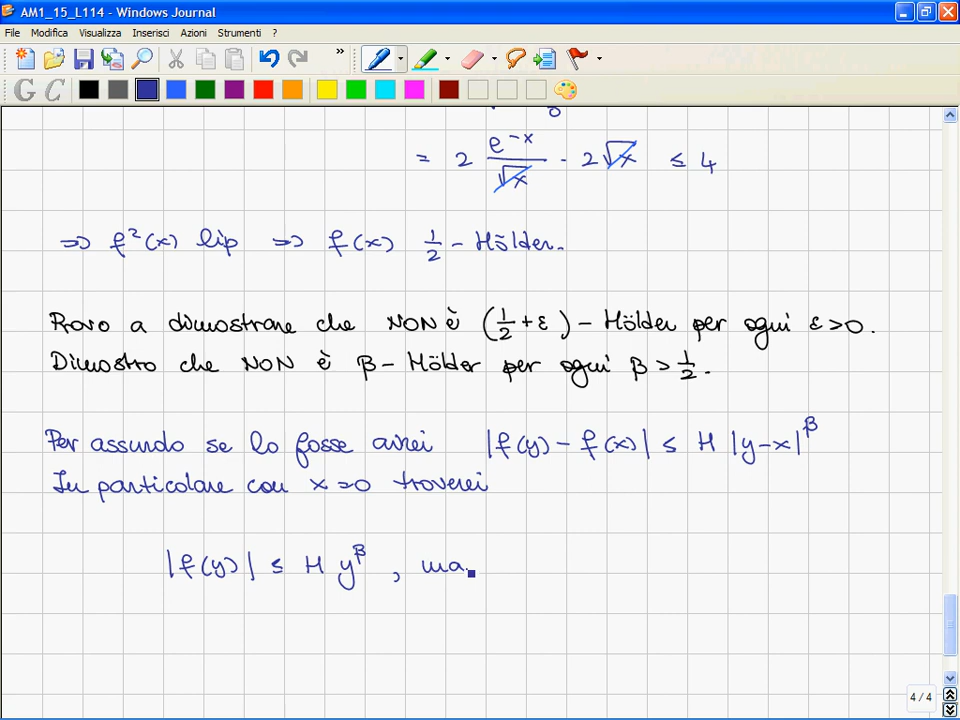 AM1_15_L114 - Windows Journal
File Modifica Visualizza Inserisci Azioni Strumenti ?
G C
= 2 e^-x / √x · 2√x ≤ 4
⇒ f²(x) lip ⇒ f(x) 1/2 - Hölder.
Provo a dimostrare che NON è (1/2 + ε) - Hölder per ogni ε > 0.
Dimostro che NON è β - Hölder per ogni β > 1/2.
Per assurdo se lo fosse avrei |f(y) - f(x)| ≤ H |y-x|^β
In particolare con x = 0 troverei
|f(y)| ≤ H y^β , ma
4 / 4